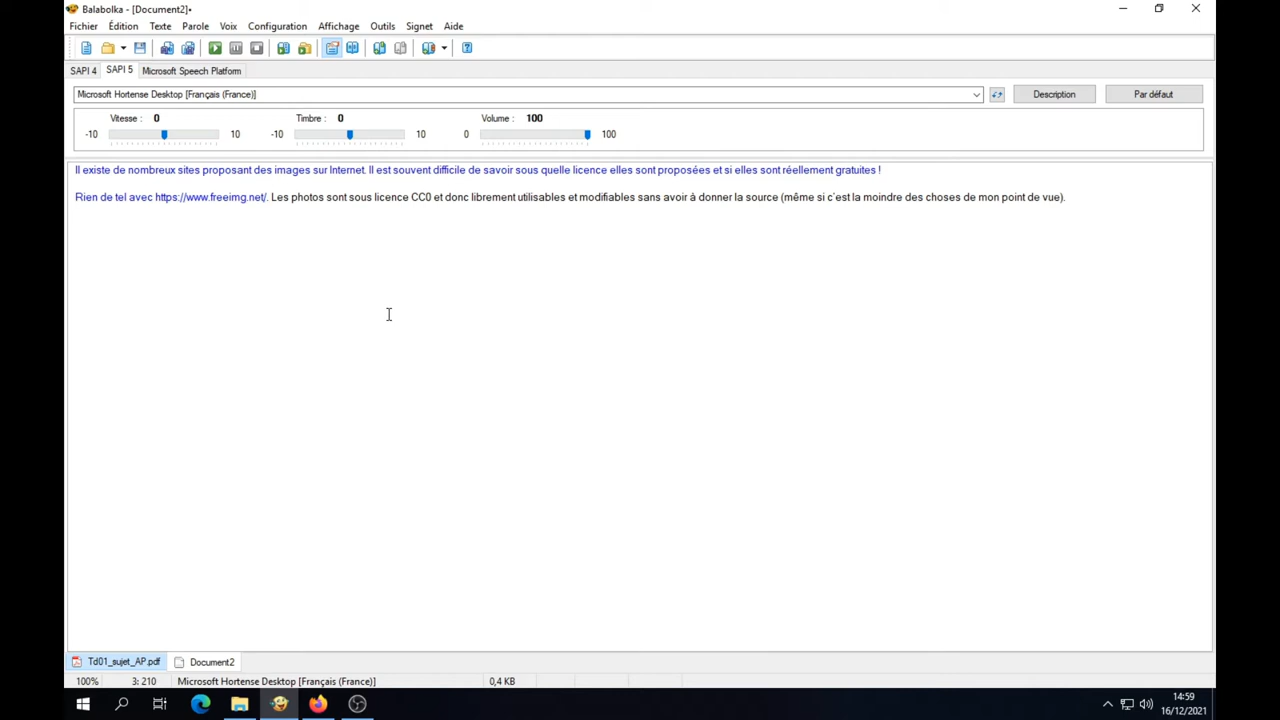 Balabolka - [Document2]•
Fichier Édition Texte Parole Voix Configuration Affichage Outils Signet Aide
SAPI 4 SAPI 5 Microsoft Speech Platform
Microsoft Hortense Desktop [Français (France)] Description Par défaut
Vitesse : 0 Timbre : 0 Volume : 100
-10 10 -10 10 0 100
Il existe de nombreux sites proposant des images sur Internet. Il est souvent difficile de savoir sous quelle licence elles sont proposées et si elles sont réellement gratuites !
Rien de tel avec https://www.freeimg.net/. Les photos sont sous licence CC0 et donc librement utilisables et modifiables sans avoir à donner la source (même si c'est la moindre des choses de mon point de vue).
Td01_sujet_AP.pdf Document2
100% 3: 210 Microsoft Hortense Desktop [Français (France)] 0,4 KB
14:59
16/12/2021